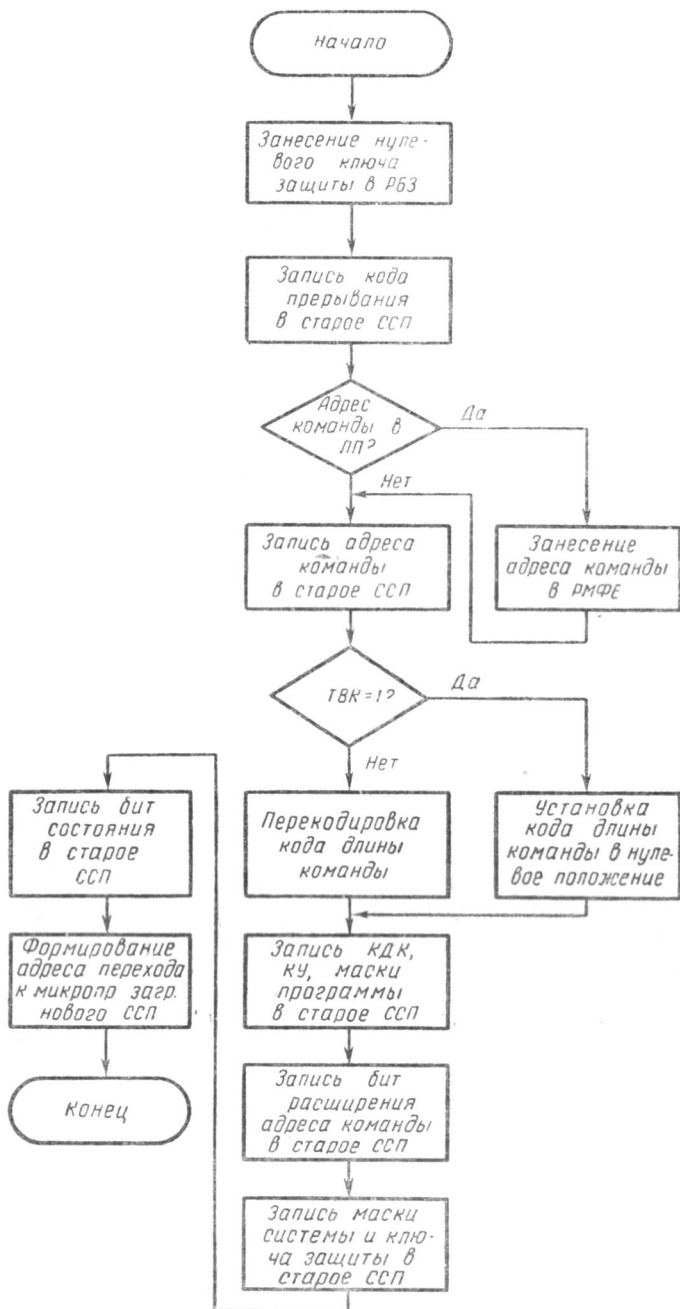 Начало
Занесение нуле-
вого ключа
защиты в РБЗ
Запись кода
прерывания
в старое ССП
Адрес
команды в
ЛП?
Да
Нет
Запись адреса
команды
в старое ССП
Занесение
адреса команды
в РМФЕ
ТВК=1?
Да
Нет
Перекодировка
кода длины
команды
Установка
кода длины
команды в нуле-
вое положение
Запись КДК,
КУ, маски
программы
в старое ССП
Запись бит
расширения
адреса команды
в старое ССП
Запись маски
системы и клю-
ча защиты в
старое ССП
Запись бит
состояния
в старое
ССП
Формирование
адреса перехода
к микропр загр.
нового ССП
Конец